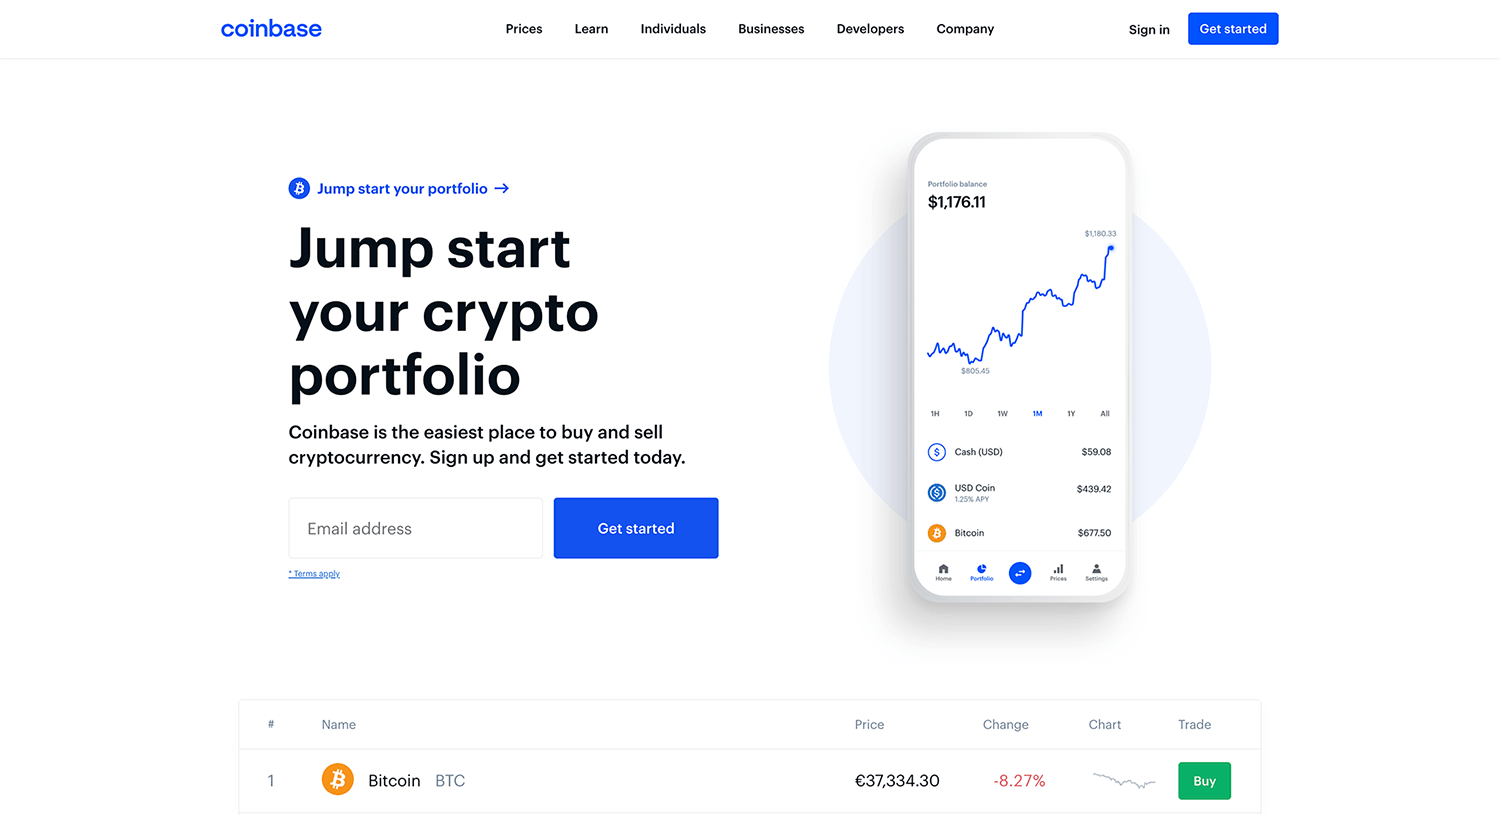 coinbase
Prices Learn Individuals Businesses Developers Company
Sign in Get started
Jump start your portfolio →
Jump start
your crypto
portfolio
Coinbase is the easiest place to buy and sell
cryptocurrency. Sign up and get started today.
Email address Get started
* Terms apply
Portfolio balance
$1,176.11
$1,180.33
$805.45
1H 1D 1W 1M 1Y All
Cash (USD) $59.08
USD Coin $439.42
1.25% APY
Bitcoin $677.50
Home Portfolio Prices Settings
# Name Price Change Chart Trade
1 Bitcoin BTC €37,334.30 -8.27% Buy